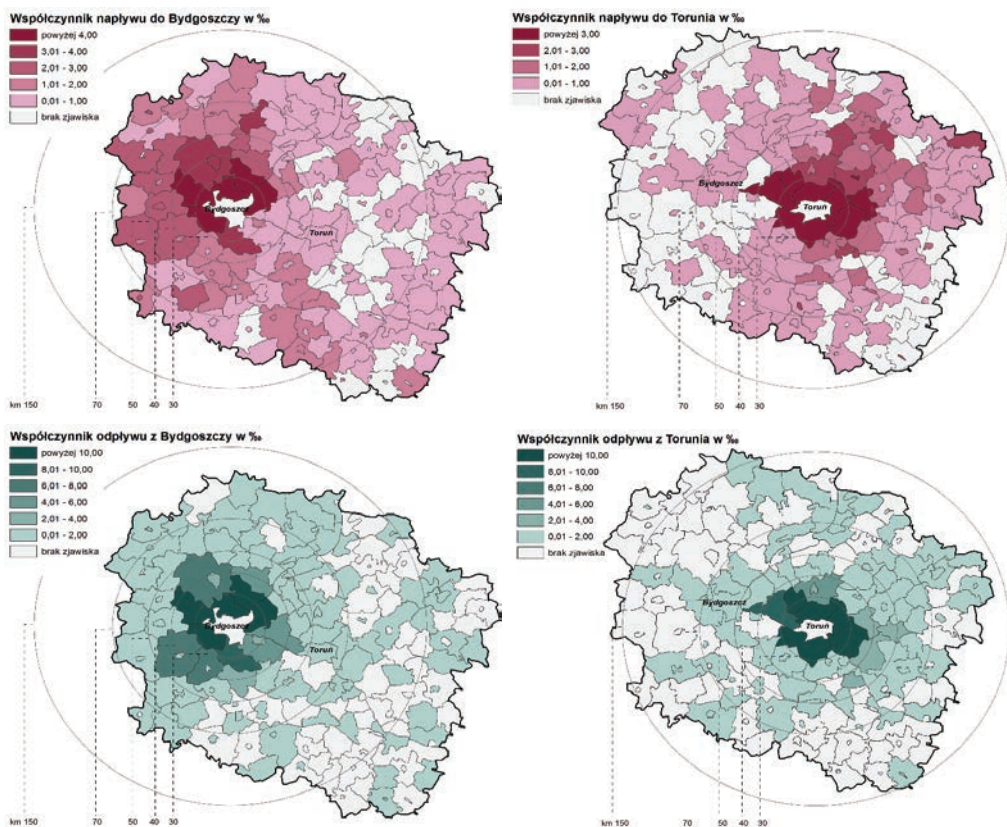 Współczynnik napływu do Bydgoszczy w ‰
powyżej 4,00
3,01 - 4,00
2,01 - 3,00
1,01 - 2,00
0,01 - 1,00
brak zjawiska
Bydgoszcz
Toruń
km 150
70
50
40
30
Współczynnik napływu do Torunia w ‰
powyżej 3,00
2,01 - 3,00
1,01 - 2,00
0,01 - 1,00
brak zjawiska
Bydgoszcz
Toruń
km 150
70
50
40
30
Współczynnik odpływu z Bydgoszczy w ‰
powyżej 10,00
8,01 - 10,00
6,01 - 8,00
4,01 - 6,00
2,01 - 4,00
0,01 - 2,00
brak zjawiska
Bydgoszcz
Toruń
km 150
70
50
40
30
Współczynnik odpływu z Torunia w ‰
powyżej 10,00
8,01 - 10,00
6,01 - 8,00
4,01 - 6,00
2,01 - 4,00
0,01 - 2,00
brak zjawiska
Bydgoszcz
Toruń
km 150
70
50
40
30